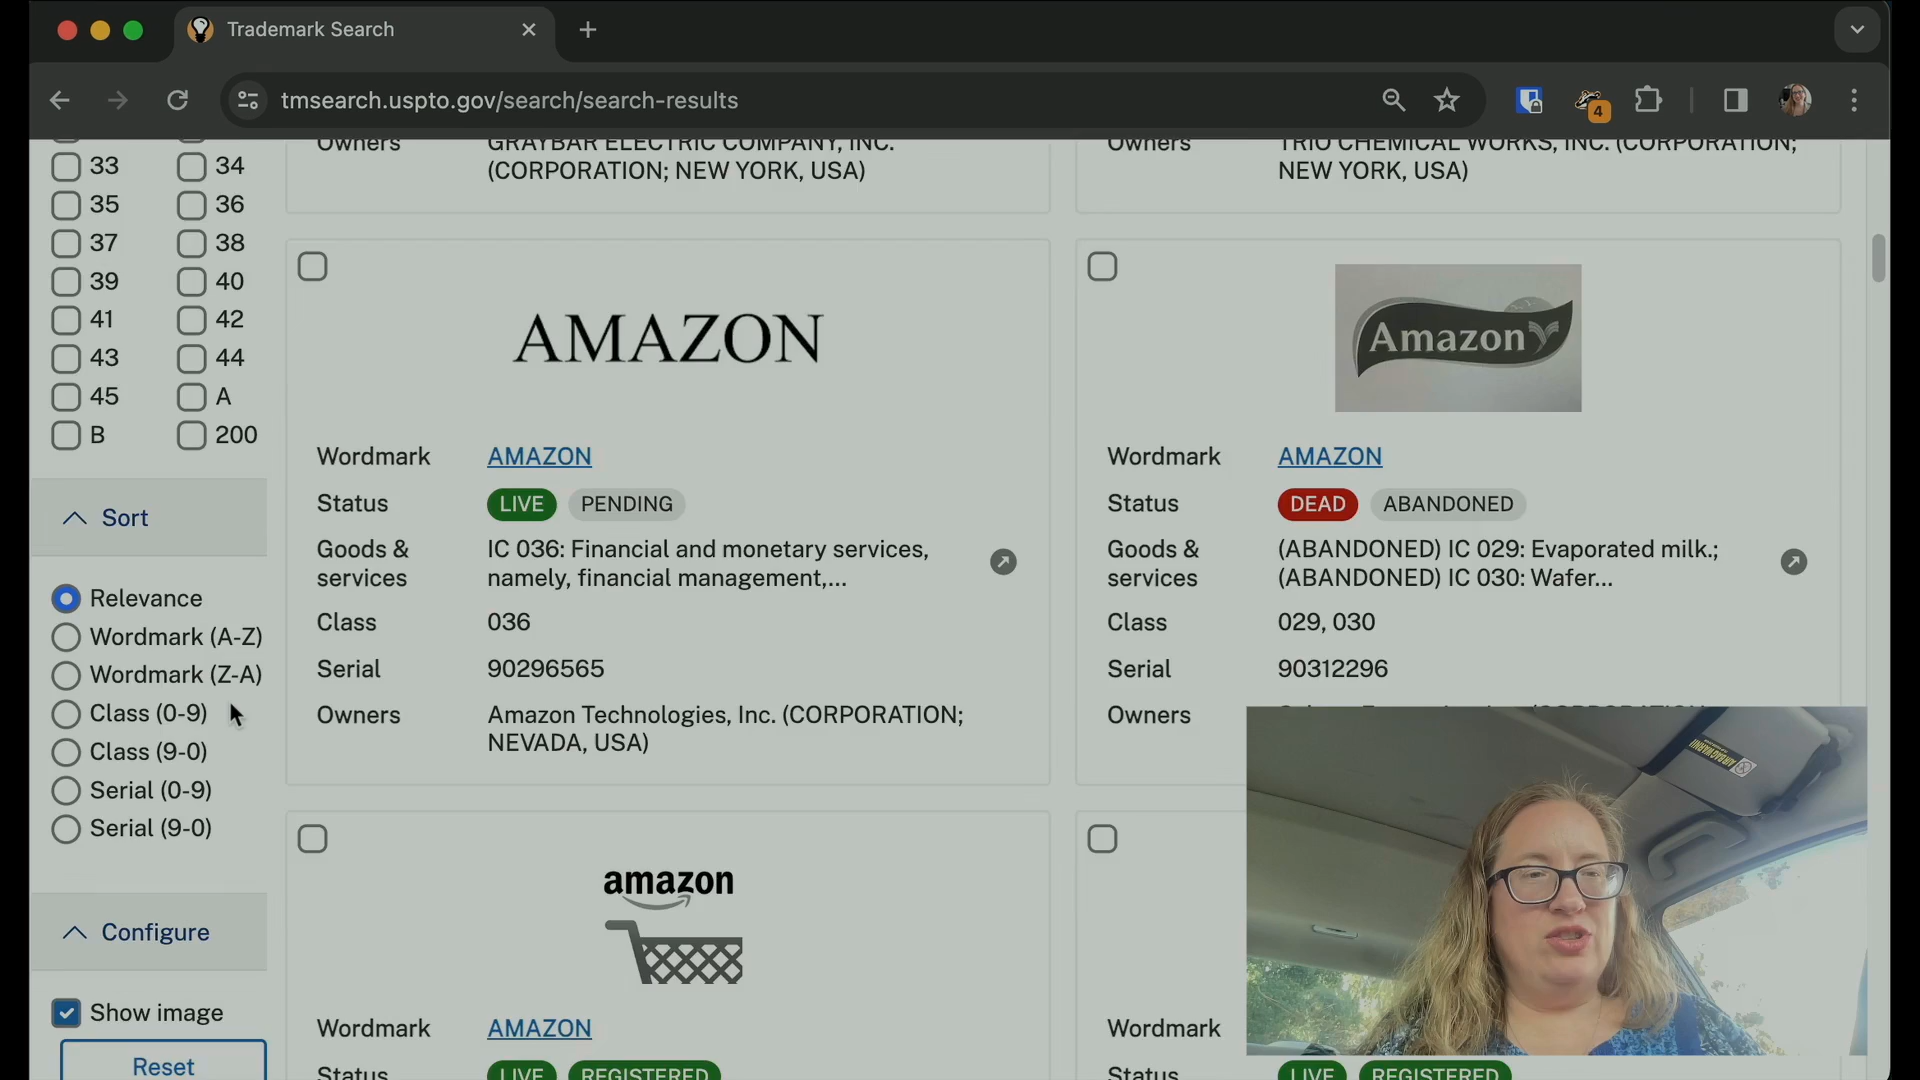 Trademark Search
tmsearch.uspto.gov/search/search-results
4
33
34
35
36
37
38
39
40
41
42
43
44
45
A
B
200
Sort
Relevance
Wordmark (A-Z)
Wordmark (Z-A)
Class (0-9)
Class (9-0)
Serial (0-9)
Serial (9-0)
Configure
Show image
Reset
Owners
GRAYBAR ELECTRIC COMPANY, INC.
(CORPORATION; NEW YORK, USA)
Owners
TRIO CHEMICAL WORKS, INC. (CORPORATION;
NEW YORK, USA)
AMAZON
Wordmark
AMAZON
Status
LIVE PENDING
Goods &
services
IC 036: Financial and monetary services,
namely, financial management,...
Class
036
Serial
90296565
Owners
Amazon Technologies, Inc. (CORPORATION;
NEVADA, USA)
Amazon
Wordmark
AMAZON
Status
DEAD ABANDONED
Goods &
services
(ABANDONED) IC 029: Evaporated milk.;
(ABANDONED) IC 030: Wafer...
Class
029, 030
Serial
90312296
Owners
amazon
Wordmark
AMAZON
Status
LIVE REGISTERED
Wordmark
Status
LIVE REGISTERED